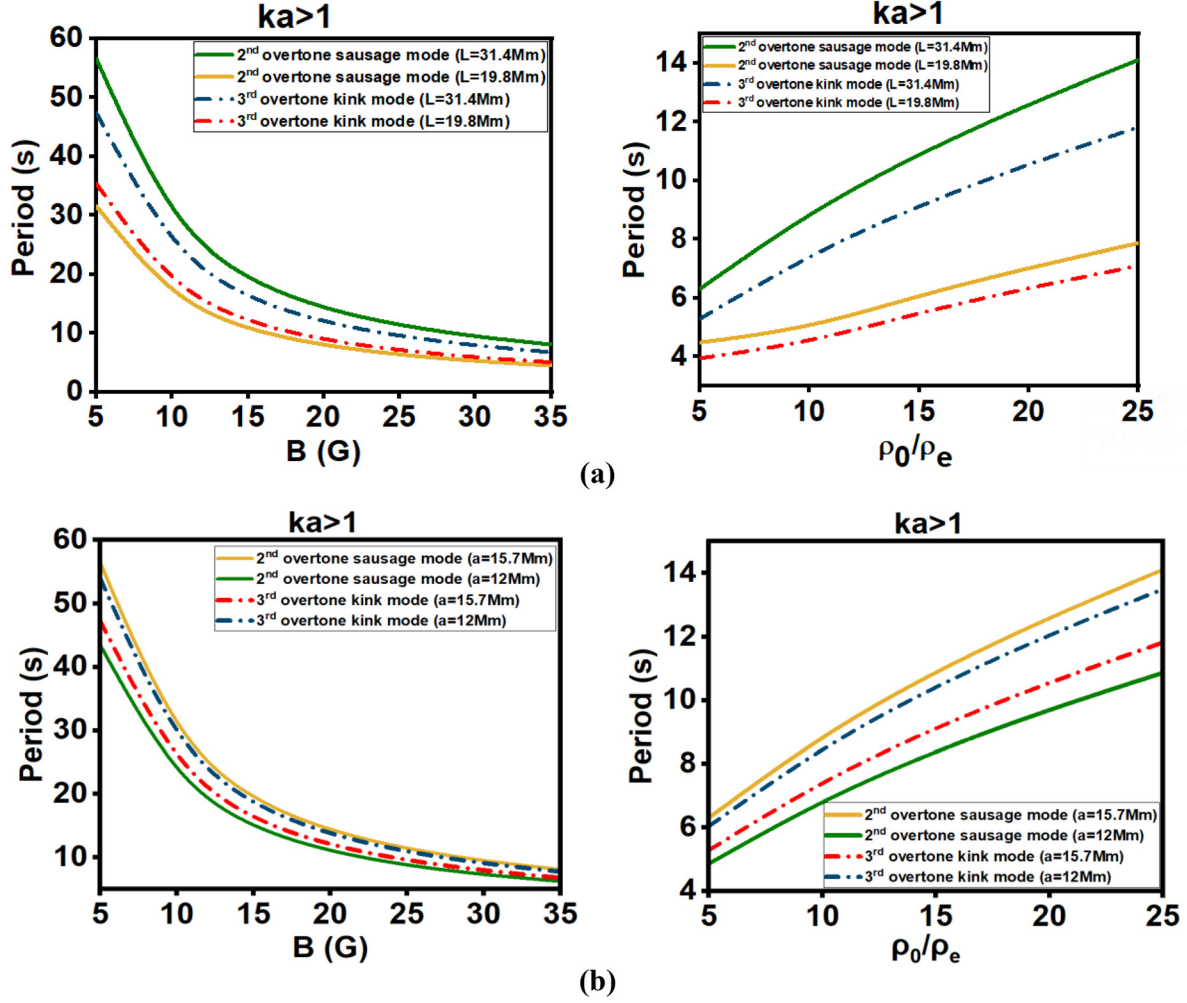 ka>1
60
50
40
30
20
10
0
Period (s)
2nd overtone sausage mode (L=31.4Mm)
2nd overtone sausage mode (L=19.8Mm)
3rd overtone kink mode (L=31.4Mm)
3rd overtone kink mode (L=19.8Mm)
5 10 15 20 25 30 35
B (G)
ka>1
14
12
10
8
6
4
Period (s)
2nd overtone sausage mode (L=31.4Mm)
2nd overtone sausage mode (L=19.8Mm)
3rd overtone kink mode (L=31.4Mm)
3rd overtone kink mode (L=19.8Mm)
5 10 15 20 25
ρ0/ρe
(a)
ka>1
60
50
40
30
20
10
Period (s)
2nd overtone sausage mode (a=15.7Mm)
2nd overtone sausage mode (a=12Mm)
3rd overtone kink mode (a=15.7Mm)
3rd overtone kink mode (a=12Mm)
5 10 15 20 25 30 35
B (G)
ka>1
14
12
10
8
6
4
Period (s)
2nd overtone sausage mode (a=15.7Mm)
2nd overtone sausage mode (a=12Mm)
3rd overtone kink mode (a=15.7Mm)
3rd overtone kink mode (a=12Mm)
5 10 15 20 25
ρ0/ρe
(b)